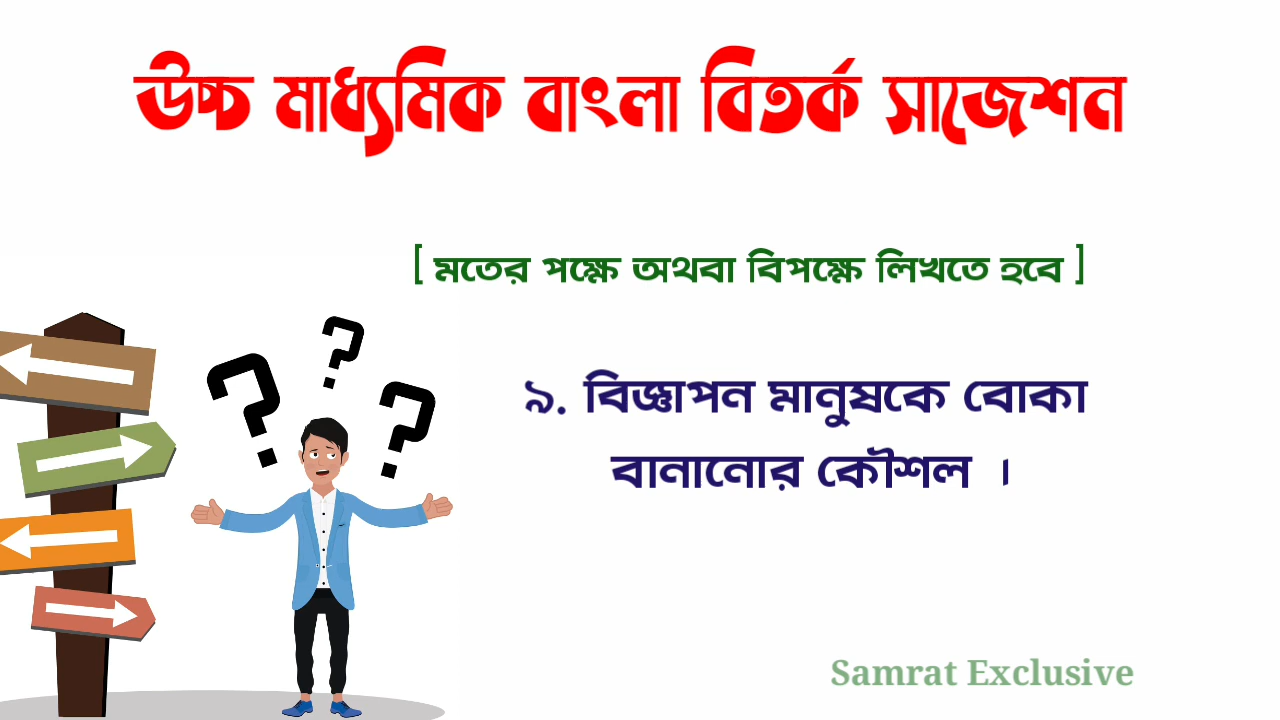 উচ্চ মাধ্যমিক বাংলা বিতর্ক সাজেশন
[ মতের পক্ষে অথবা বিপক্ষে লিখতে হবে ]
৯. বিজ্ঞাপন মানুষকে বোকা
বানানোর কৌশল ।
Samrat Exclusive